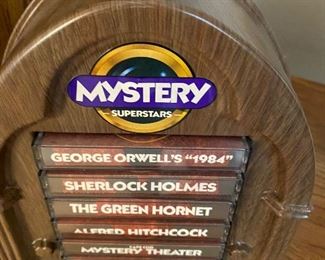 MYSTERY
SUPERSTARS
GEORGE ORWELL'S "1984"
SHERLOCK HOLMES
THE GREEN HORNET
ALFRED HITCHCOCK
MYSTERY THEATER